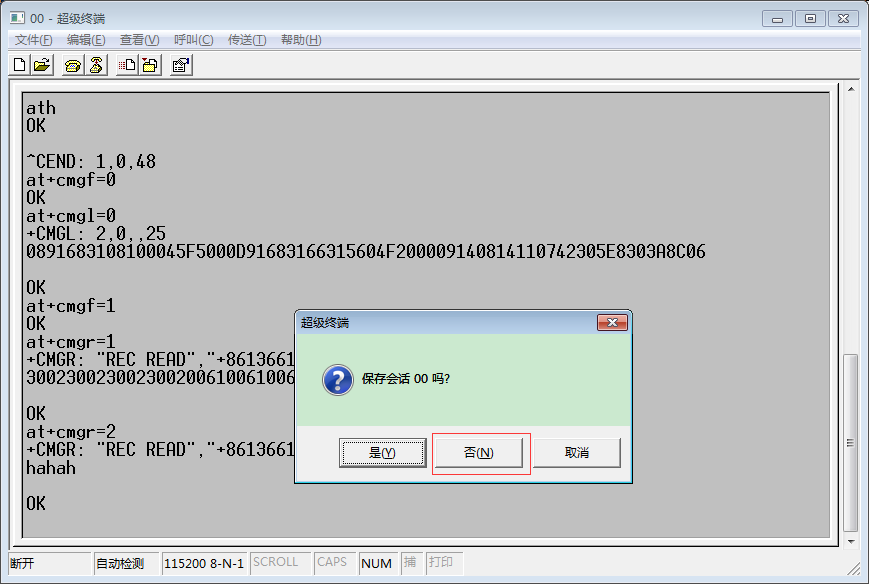 00 - 超级终端
文件(F) 编辑(E) 查看(V) 呼叫(C) 传送(T) 帮助(H)
ath
OK
^CEND: 1,0,48
at+cmgf=0
OK
at+cmgl=0
+CMGL: 2,0,,25
0891683108100045F5000D91683166315604F200009140814110742305E8303A8C06
OK
at+cmgf=1
OK
at+cmgr=1
+CMGR: "REC READ","+8613661
300230023002300200610061006
OK
at+cmgr=2
+CMGR: "REC READ","+8613661
hahah
OK
超级终端
保存会话 00 吗?
是(Y) 否(N) 取消
断开 自动检测 115200 8-N-1 SCROLL CAPS NUM 捕 打印